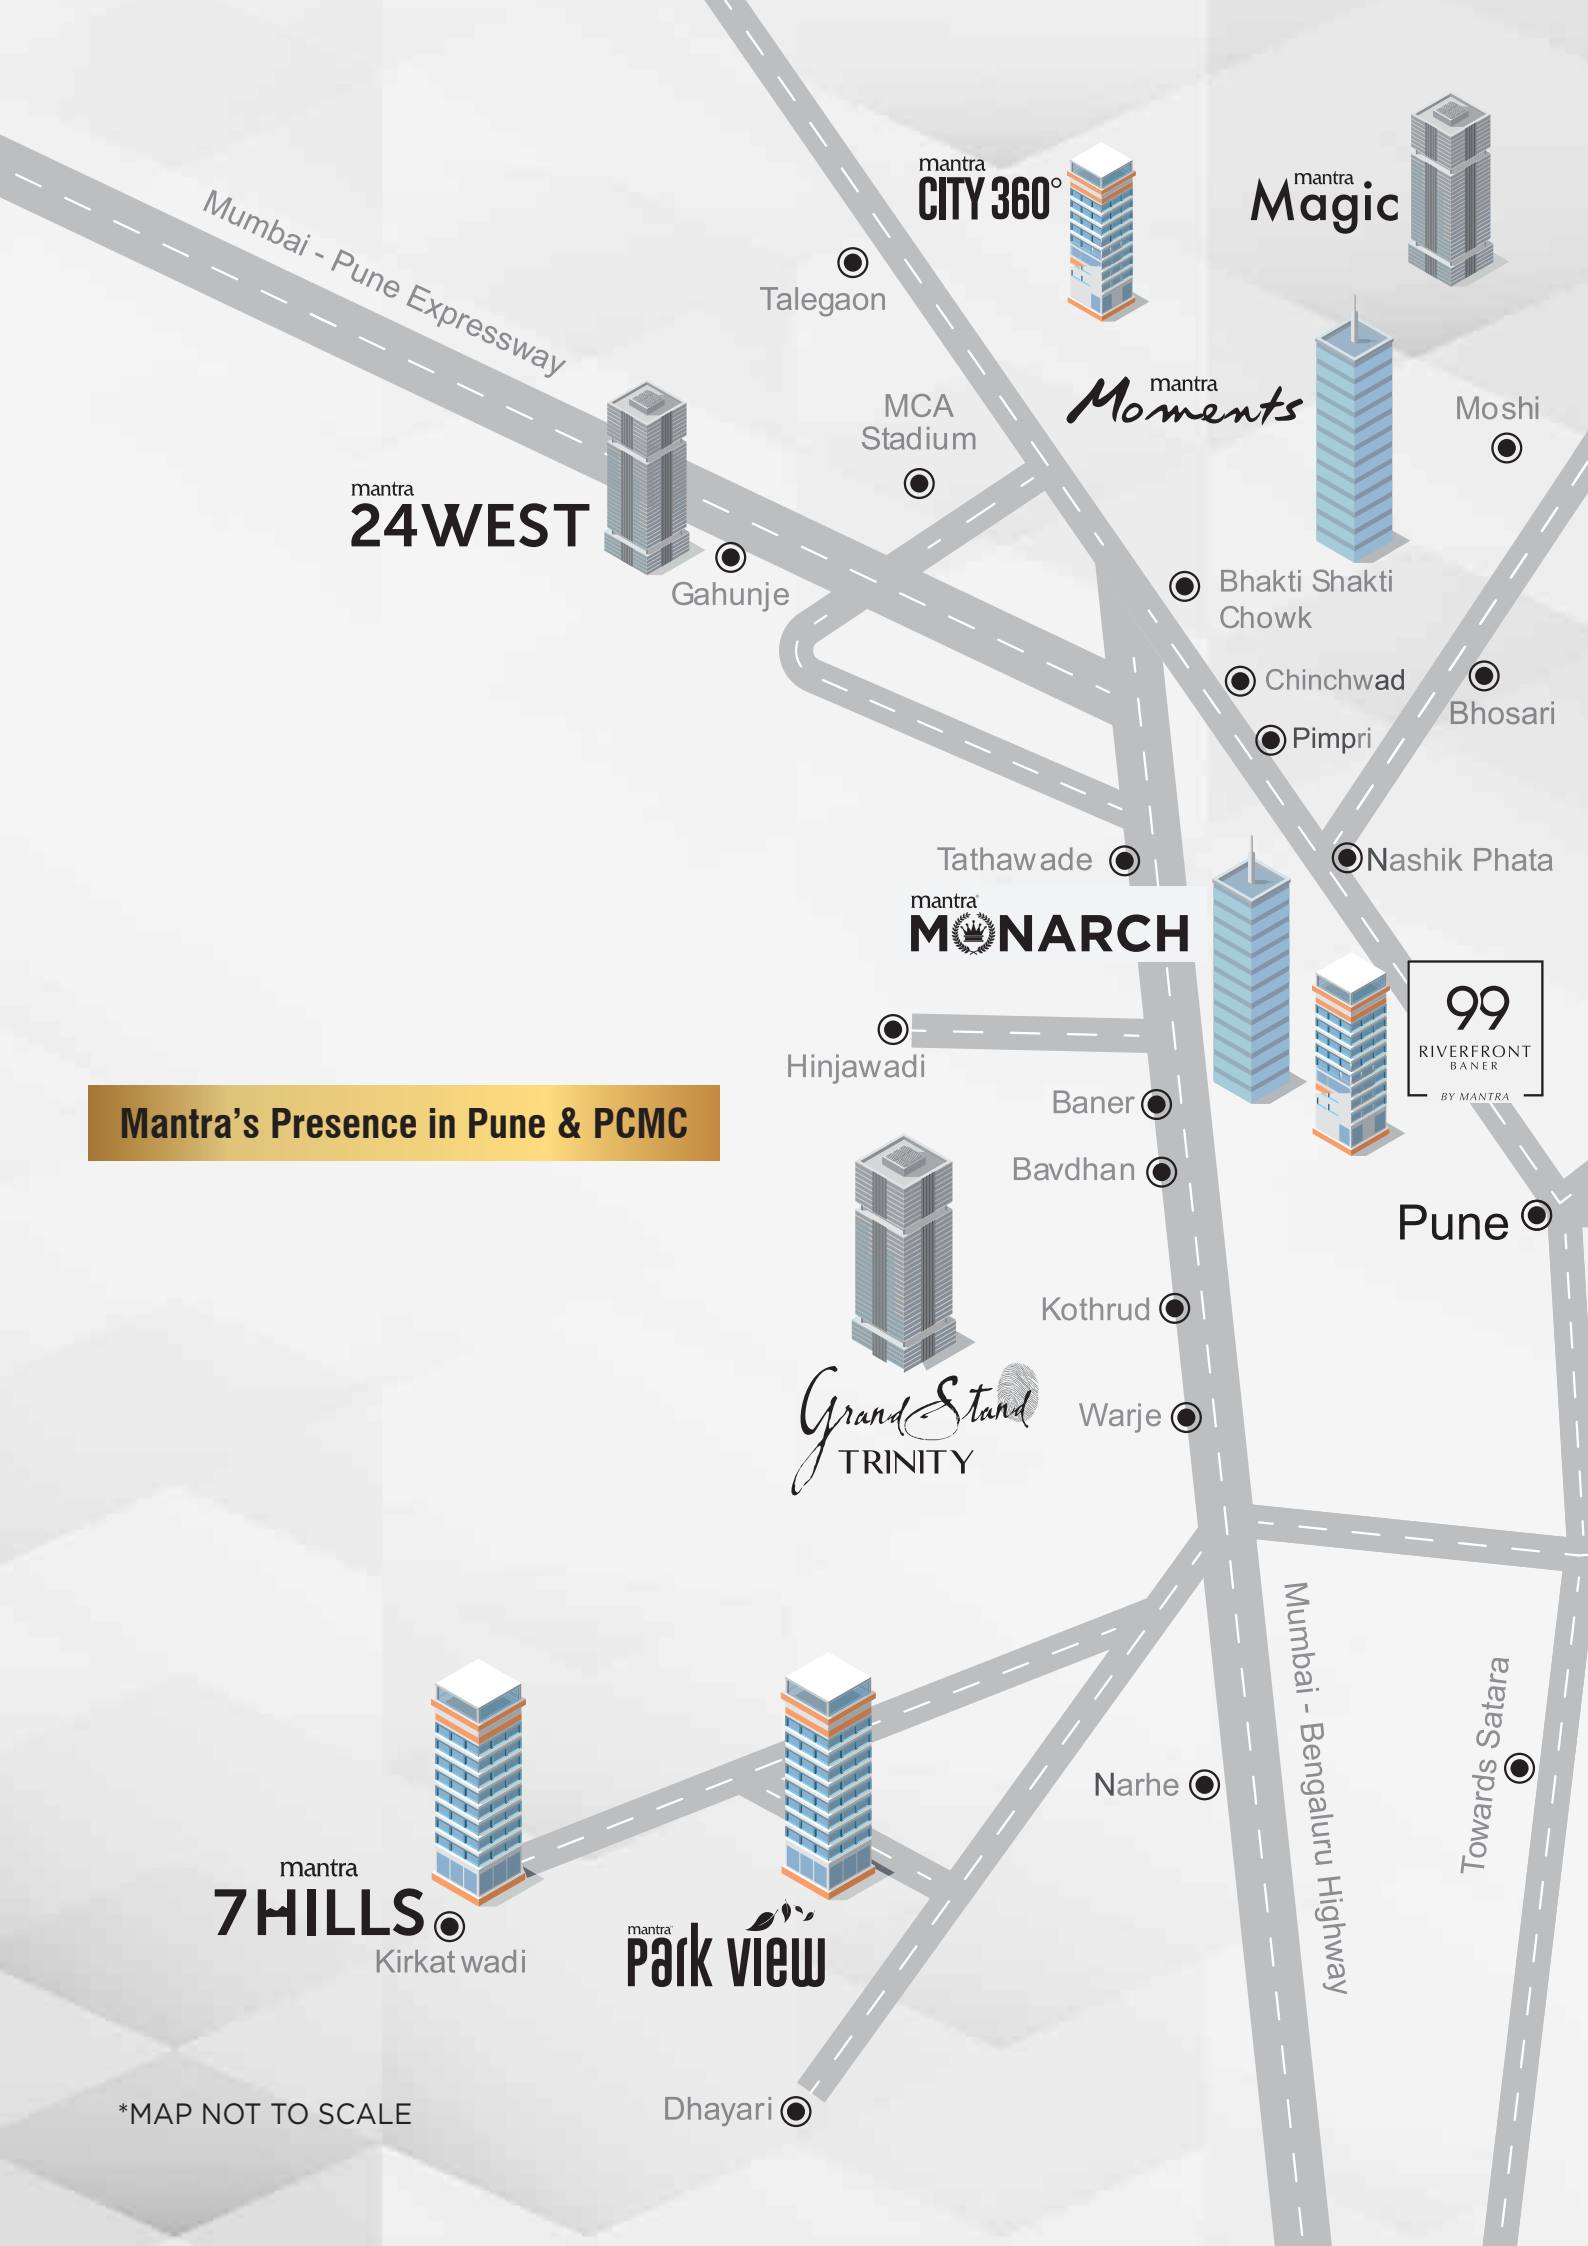 mantra
CITY 360°
mantra
Magic
Mumbai - Pune Expressway
Talegaon
mantra
Moments
MCA
Stadium
Moshi
mantra
24WEST
Gahunje
Bhakti Shakti
Chowk
Chinchwad
Bhosari
Pimpri
Tathawade
Nashik Phata
mantra
MONARCH
99
RIVERFRONT
BANER
BY MANTRA
Hinjawadi
Baner
Mantra's Presence in Pune & PCMC
Bavdhan
Pune
Kothrud
Grand Stand
TRINITY
Warje
Mumbai - Bengaluru Highway
Towards Satara
Narhe
mantra
7HILLS
Kirkatwadi
mantra
park view
Dhayari
*MAP NOT TO SCALE